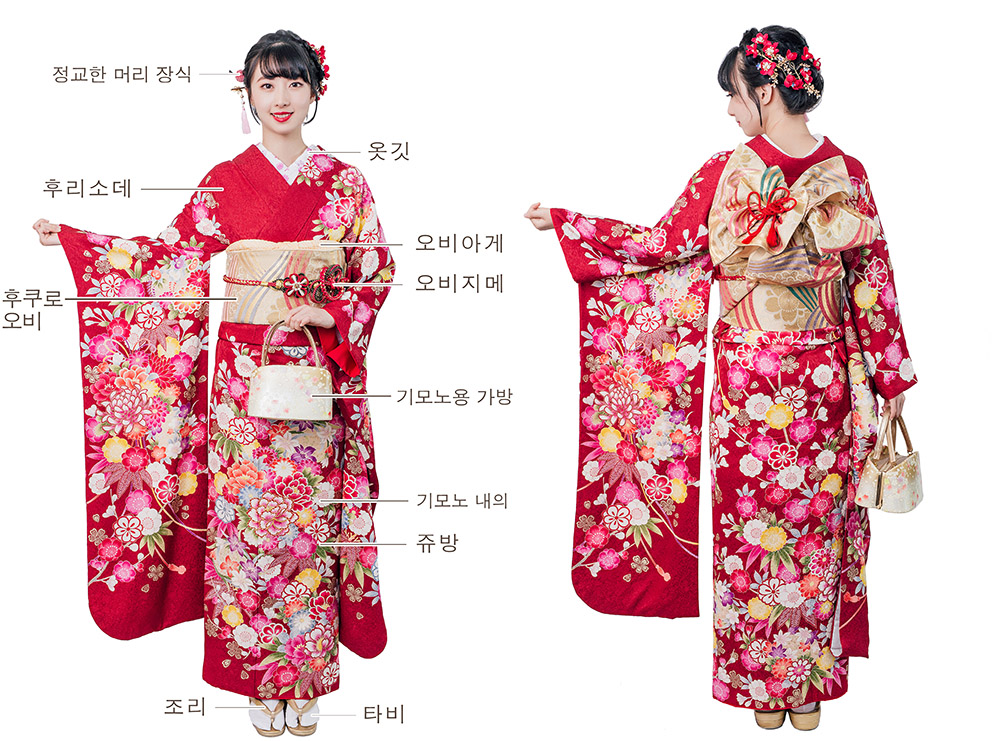 정교한 머리 장식
옷깃
후리소데
오비아게
오비지메
후쿠로
오비
기모노용 가방
기모노 내의
쥬방
조리
타비